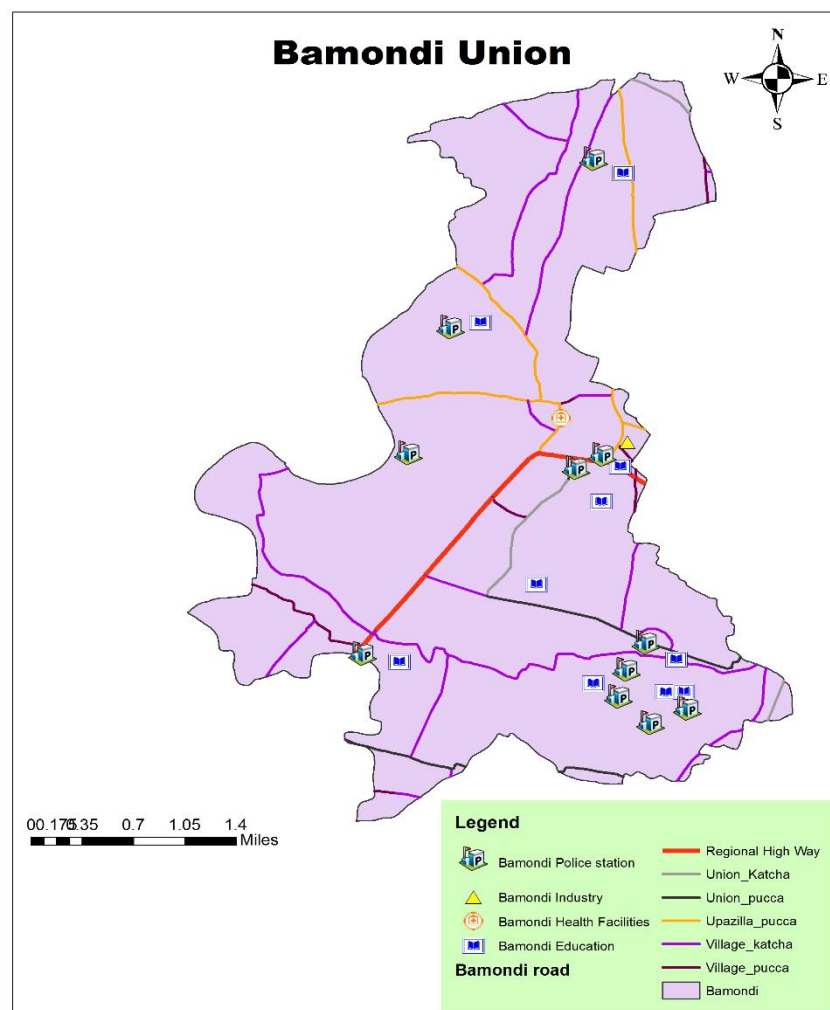 Bamondi Union
N
W E
S
00.1750.35 0.7 1.05 1.4
Miles
Legend
Bamondi Police station
Bamondi Industry
Bamondi Health Facilities
Bamondi Education
Bamondi road
Regional High Way
Union_Katcha
Union_pucca
Upazilla_pucca
Village_katcha
Village_pucca
Bamondi